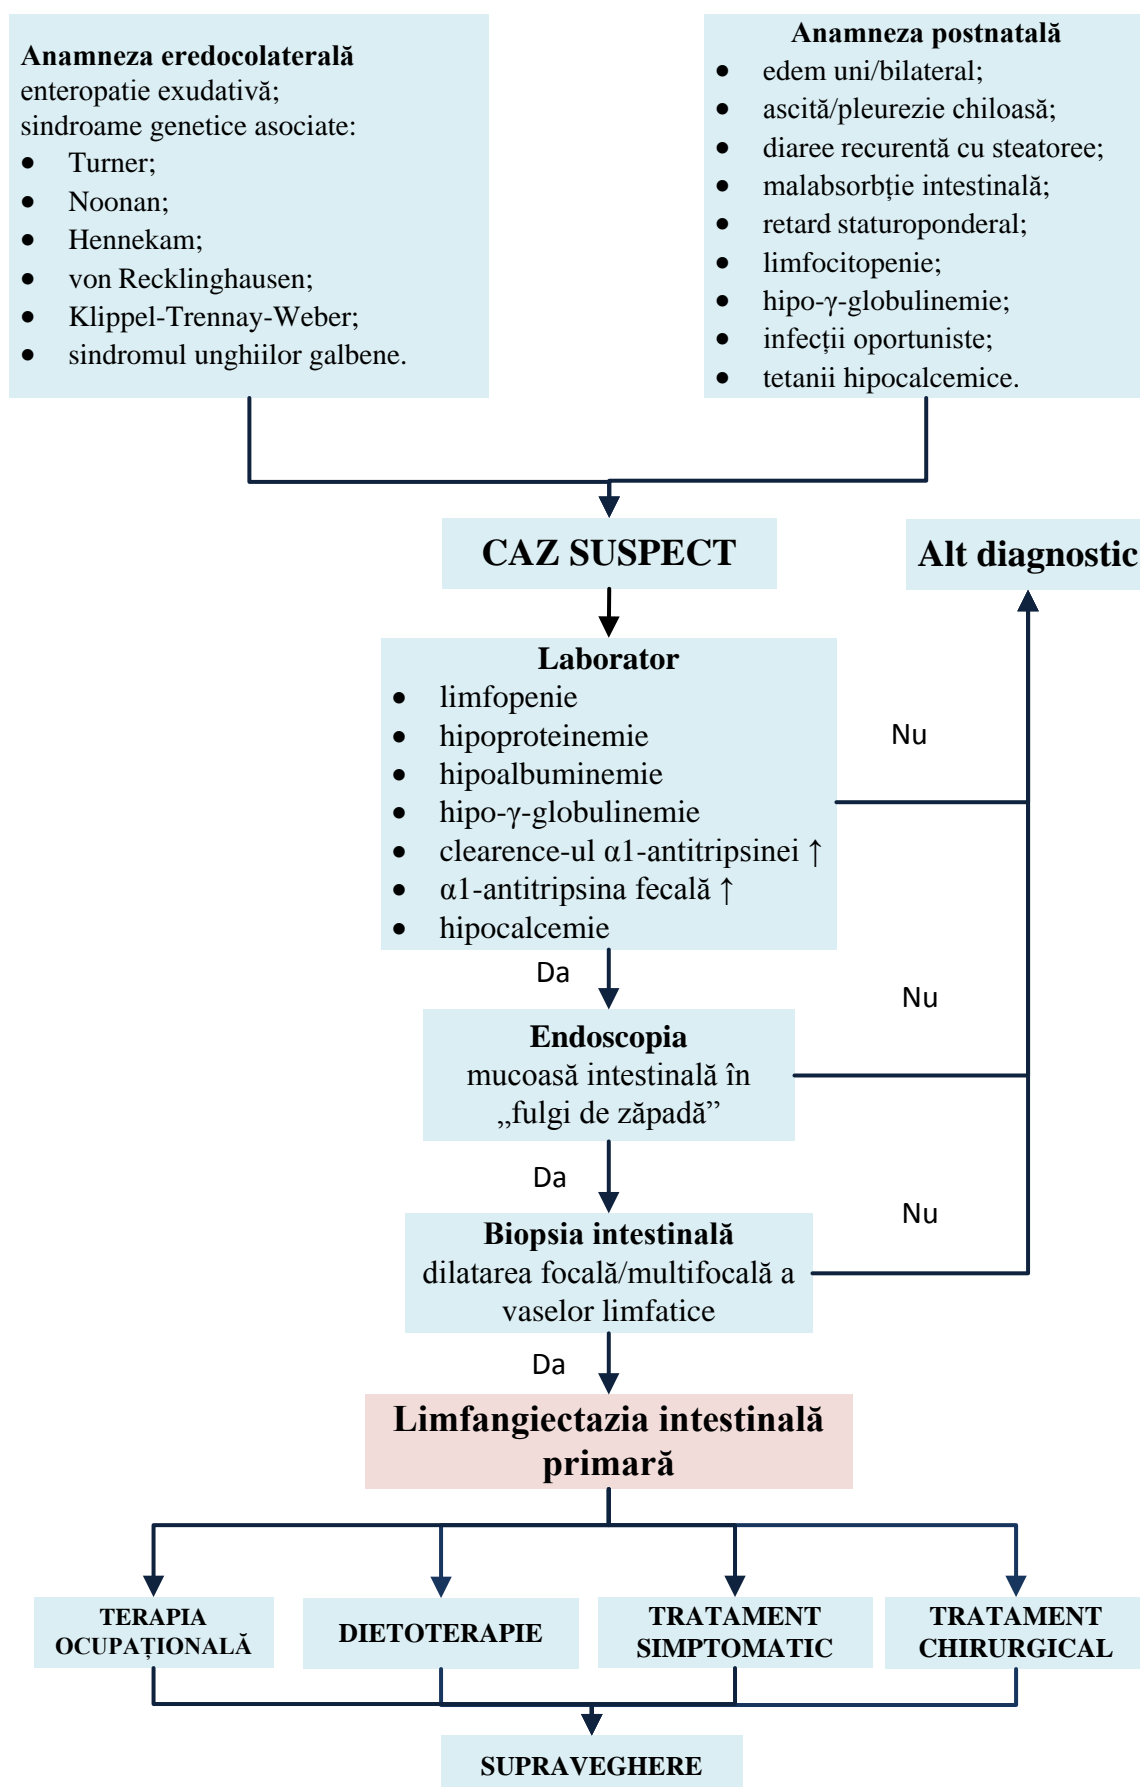 Anamneza eredocolaterală
enteropatie exudativă;
sindroame genetice asociate:
• Turner;
• Noonan;
• Hennekam;
• von Recklinghausen;
• Klippel-Trennay-Weber;
• sindromul unghiilor galbene.
Anamneza postnatală
• edem uni/bilateral;
• ascită/pleurezie chiloasă;
• diaree recurentă cu steatoree;
• malabsorbție intestinală;
• retard staturoponderal;
• limfocitopenie;
• hipo-γ-globulinemie;
• infecții oportuniste;
• tetanii hipocalcemice.
CAZ SUSPECT
Alt diagnostic
Laborator
• limfopenie
• hipoproteinemie
• hipoalbuminemie
• hipo-γ-globulinemie
• clearence-ul α1-antitripsinei ↑
• α1-antitripsina fecală ↑
• hipocalcemie
Nu
Da
Endoscopia
mucoasă intestinală în
„fulgi de zăpadă”
Nu
Da
Biopsia intestinală
dilatarea focală/multifocală a
vaselor limfatice
Nu
Da
Limfangiectazia intestinală
primară
TERAPIA
OCUPAȚIONALĂ
DIETOTERAPIE
TRATAMENT
SIMPTOMATIC
TRATAMENT
CHIRURGICAL
SUPRAVEGHERE